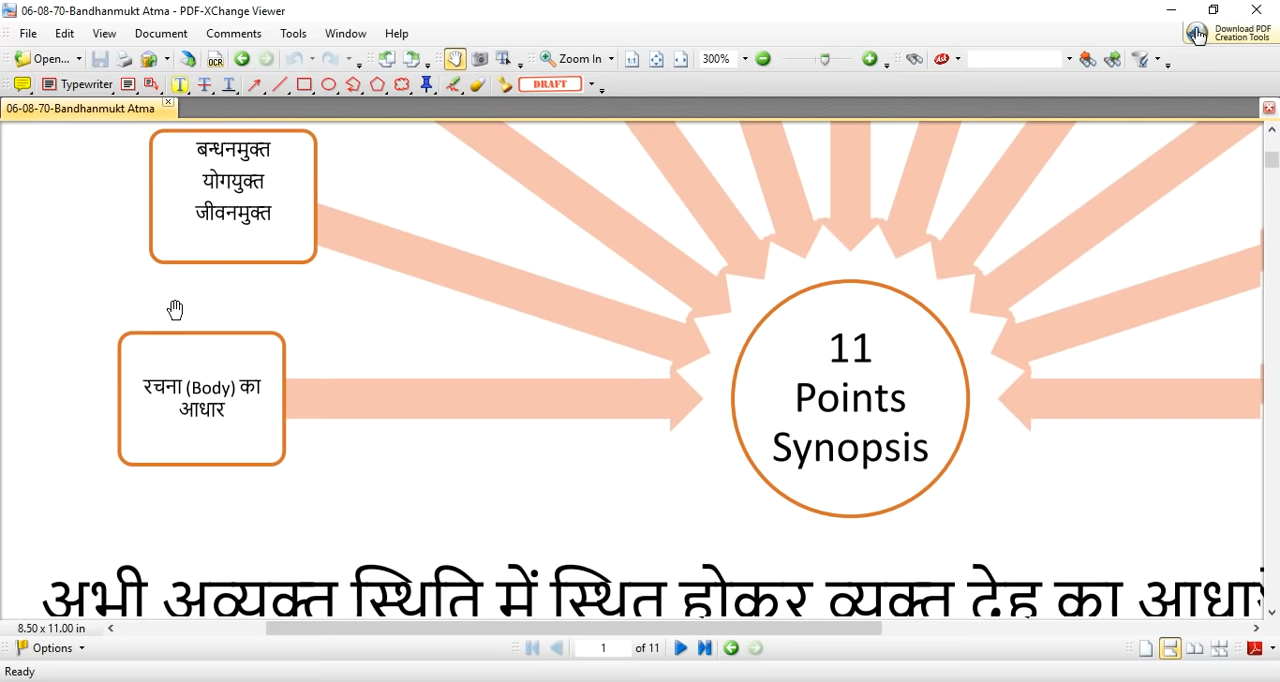 06-08-70-Bandhanmukt Atma - PDF-XChange Viewer
File Edit View Document Comments Tools Window Help
Download PDF
Creation Tools
Open... OCR Zoom In 300%
Typewriter DRAFT
06-08-70-Bandhanmukt Atma
बन्धनमुक्त
योगयुक्त
जीवनमुक्त
रचना (Body) का
आधार
11
Points
Synopsis
अभी अव्यक्त स्थिति में स्थित होकर व्यक्त देह का
8.50 x 11.00 in
Options 1 of 11
Ready